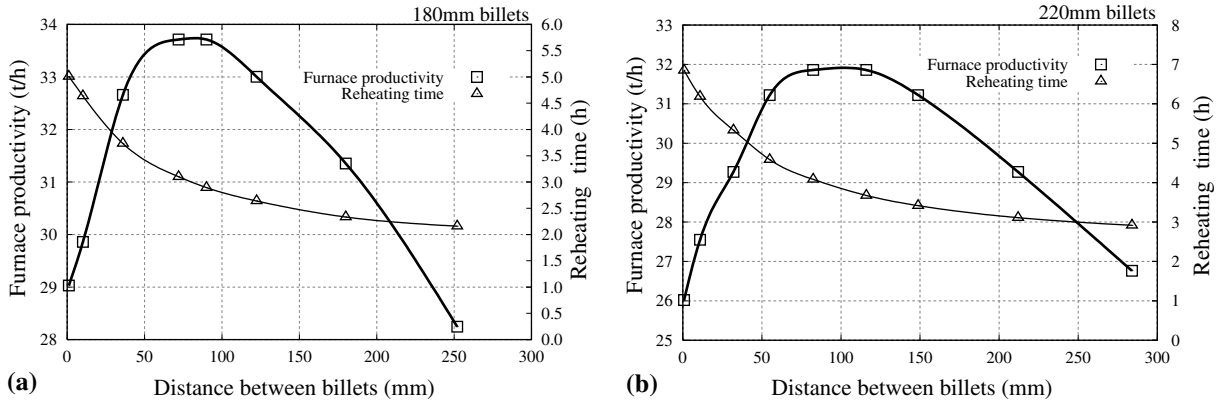 180mm billets
34
33
32
31
30
29
28
6.0
5.5
5.0
4.5
4.0
3.5
3.0
2.5
2.0
1.5
1.0
0.5
0.0
0 50 100 150 200 250 300
Furnace productivity (t/h)
Reheating time (h)
Furnace productivity
Reheating time
Distance between billets (mm)
(a)
220mm billets
33
32
31
30
29
28
27
26
25
8
7
6
5
4
3
2
1
0
0 50 100 150 200 250 300
Furnace productivity (t/h)
Reheating time (h)
Furnace productivity
Reheating time
Distance between billets (mm)
(b)